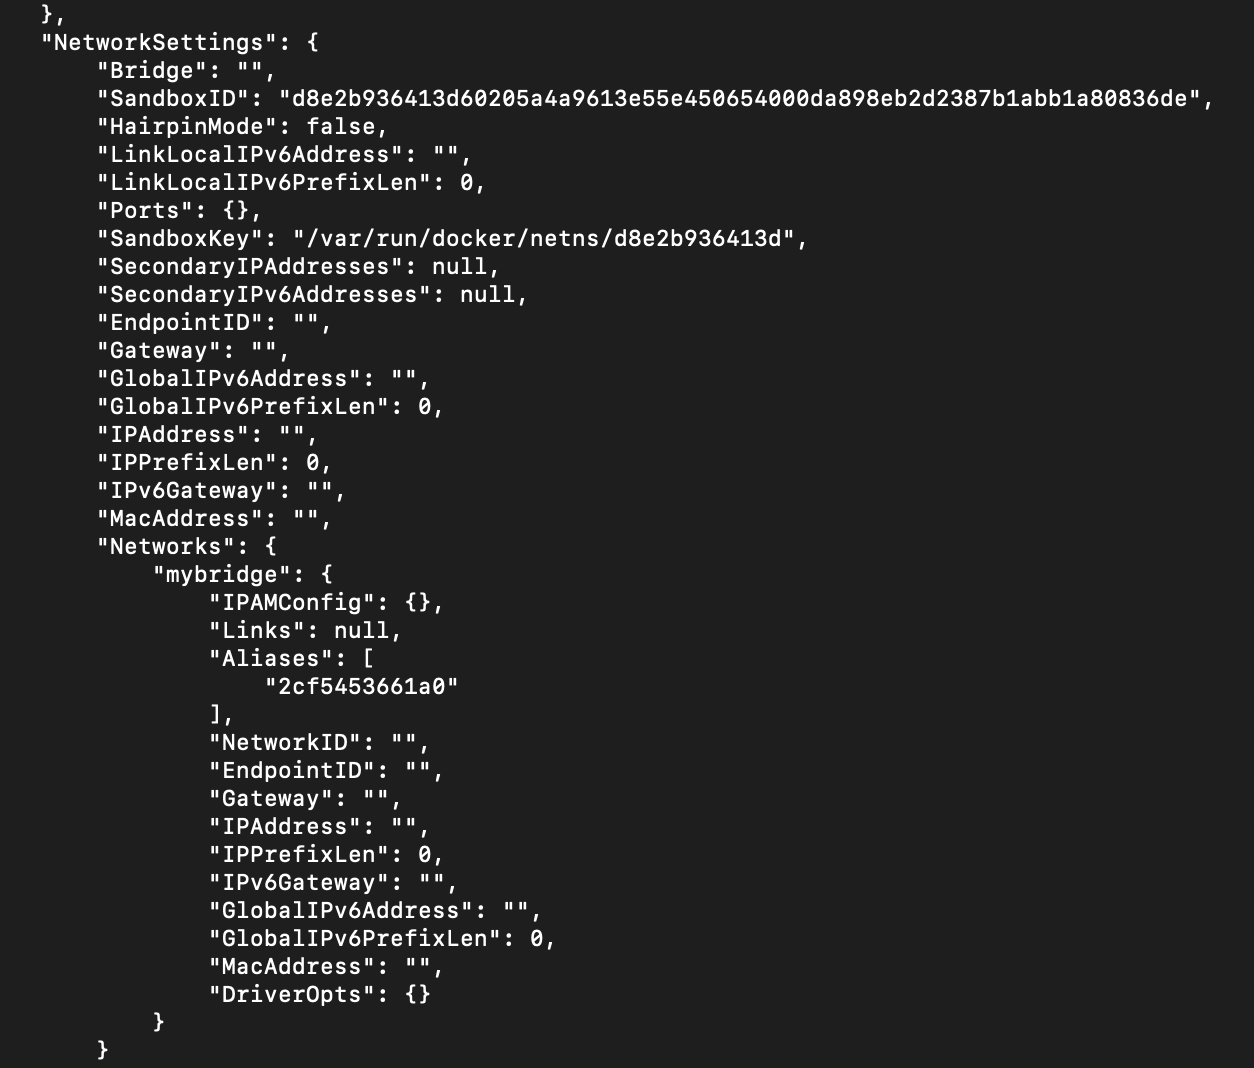 },
"NetworkSettings": {
"Bridge": "",
"SandboxID": "d8e2b936413d60205a4a9613e55e450654000da898eb2d2387b1abb1a80836de",
"HairpinMode": false,
"LinkLocalIPv6Address": "",
"LinkLocalIPv6PrefixLen": 0,
"Ports": {},
"SandboxKey": "/var/run/docker/netns/d8e2b936413d",
"SecondaryIPAddresses": null,
"SecondaryIPv6Addresses": null,
"EndpointID": "",
"Gateway": "",
"GlobalIPv6Address": "",
"GlobalIPv6PrefixLen": 0,
"IPAddress": "",
"IPPrefixLen": 0,
"IPv6Gateway": "",
"MacAddress": "",
"Networks": {
"mybridge": {
"IPAMConfig": {},
"Links": null,
"Aliases": [
"2cf5453661a0"
],
"NetworkID": "",
"EndpointID": "",
"Gateway": "",
"IPAddress": "",
"IPPrefixLen": 0,
"IPv6Gateway": "",
"GlobalIPv6Address": "",
"GlobalIPv6PrefixLen": 0,
"MacAddress": "",
"DriverOpts": {}
}
}